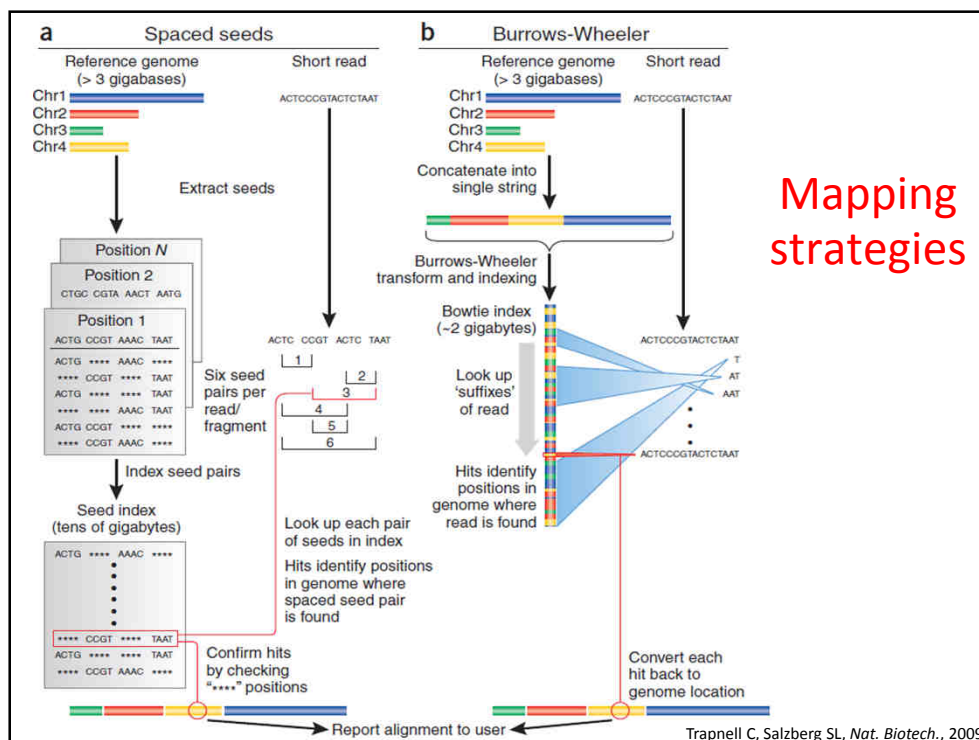 a
Spaced seeds
Reference genome
(> 3 gigabases)
Short read
Chr1
Chr2
Chr3
Chr4
ACTCCCGTACTCTAAT
Extract seeds
Position N
Position 2
CTGC CCGTA AACT AATG
Position 1
ACTG CCGT AAAC TAAT
ACTG **** AAAC ****
**** CCGT **** TAAT
ACTG **** **** TAAT
**** **** AAAC TAAT
ACTG CCGT **** ****
**** CCGT AAAC ****
Index seed pairs
Seed index
(tens of gigabytes)
ACTG **** AAAC ****
**** CCGT **** TAAT
ACTG **** **** TAAT
**** CCGT AAAC ****
ACTC CCGT ACTC TAAT
1
2
3
4
5
6
Six seed
pairs per
read/
fragment
Look up each pair
of seeds in index
Hits identify positions
in genome where
spaced seed pair
is found
Confirm hits
by checking
"****" positions
b
Burrows-Wheeler
Reference genome
(> 3 gigabases)
Short read
Chr1
Chr2
Chr3
Chr4
ACTCCCGTACTCTAAT
Concatenate into
single string
Burrows-Wheeler
transform and indexing
Bowtie index
(~2 gigabytes)
Look up
'suffixes'
of read
ACTCCCGTACTCTAAT
T
AT
AAT
ACTCCCGTACTCTAAT
Hits identify
positions in
genome where
read is found
Convert each
hit back to
genome location
Report alignment to user
Mapping
strategies
Trapnell C, Salzberg SL, Nat. Biotech., 2009